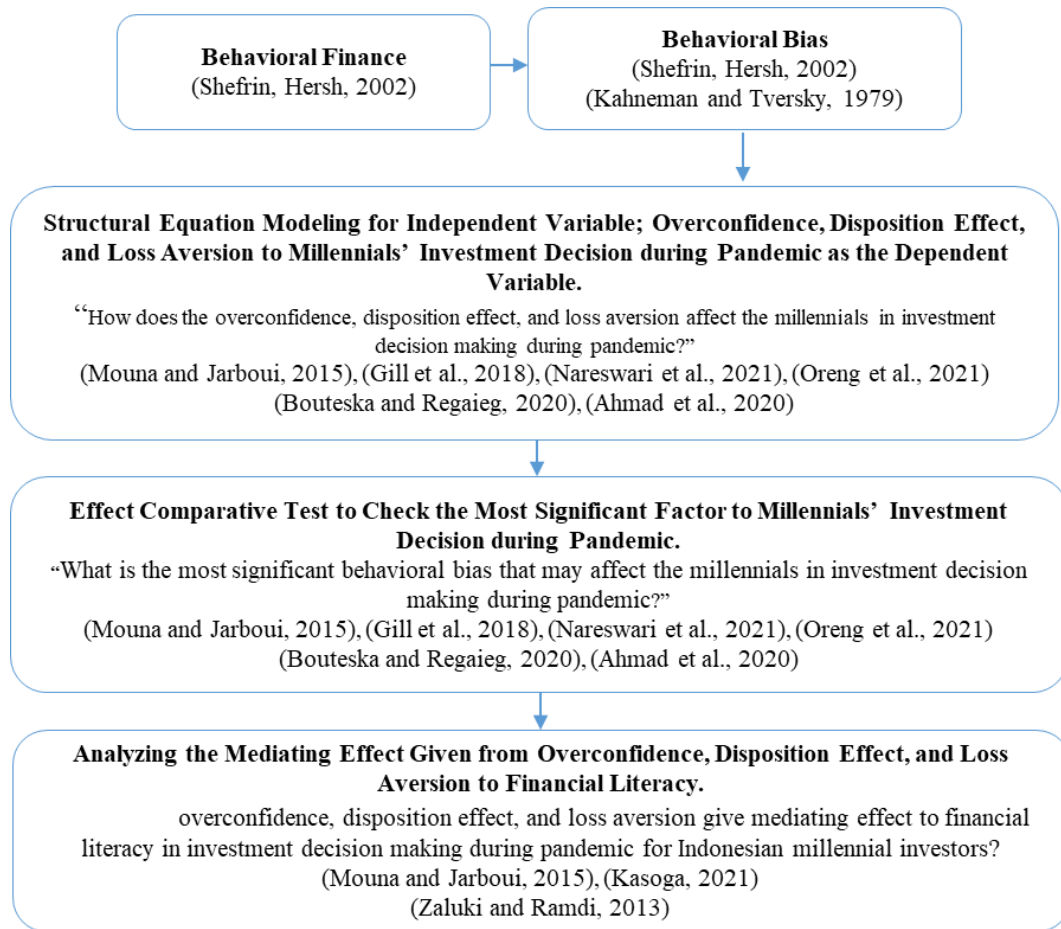 Behavioral Finance
(Shefrin, Hersh, 2002)
Behavioral Bias
(Shefrin, Hersh, 2002)
(Kahneman and Tversky, 1979)
Structural Equation Modeling for Independent Variable; Overconfidence, Disposition Effect,
and Loss Aversion to Millennials’ Investment Decision during Pandemic as the Dependent
Variable.
“How does the overconfidence, disposition effect, and loss aversion affect the millennials in investment
decision making during pandemic?”
(Mouna and Jarboui, 2015), (Gill et al., 2018), (Nareswari et al., 2021), (Oreng et al., 2021)
(Bouteska and Regaieg, 2020), (Ahmad et al., 2020)
Effect Comparative Test to Check the Most Significant Factor to Millennials’ Investment
Decision during Pandemic.
“What is the most significant behavioral bias that may affect the millennials in investment decision
making during pandemic?”
(Mouna and Jarboui, 2015), (Gill et al., 2018), (Nareswari et al., 2021), (Oreng et al., 2021)
(Bouteska and Regaieg, 2020), (Ahmad et al., 2020)
Analyzing the Mediating Effect Given from Overconfidence, Disposition Effect, and Loss
Aversion to Financial Literacy.
overconfidence, disposition effect, and loss aversion give mediating effect to financial
literacy in investment decision making during pandemic for Indonesian millennial investors?
(Mouna and Jarboui, 2015), (Kasoga, 2021)
(Zaluki and Ramdi, 2013)